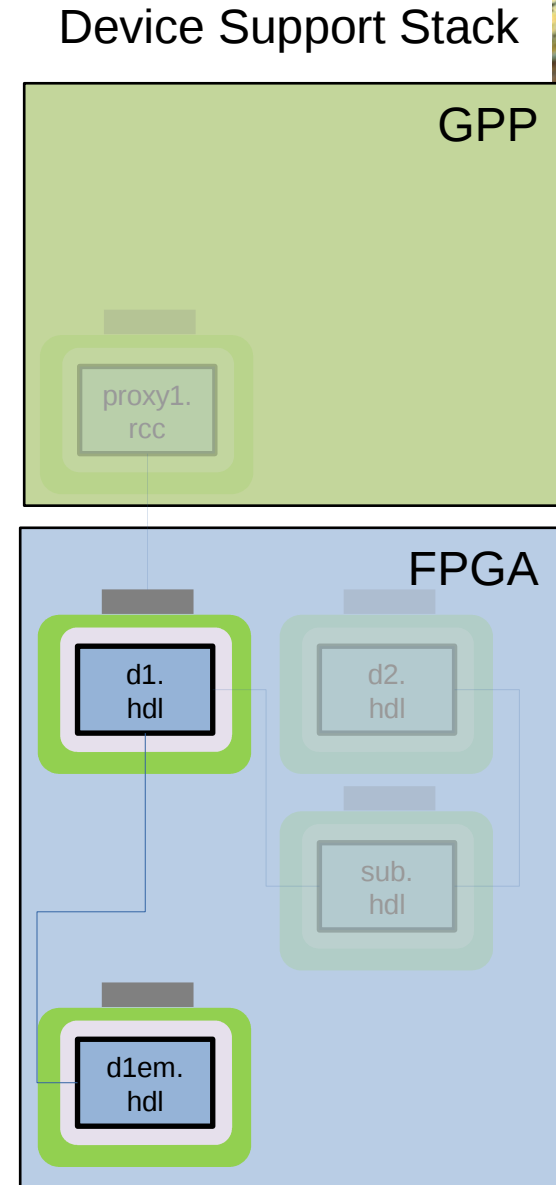 Device Support Stack
GPP
proxy1.
rcc
FPGA
d1.
hdl
d2.
hdl
sub.
hdl
d1em.
hdl